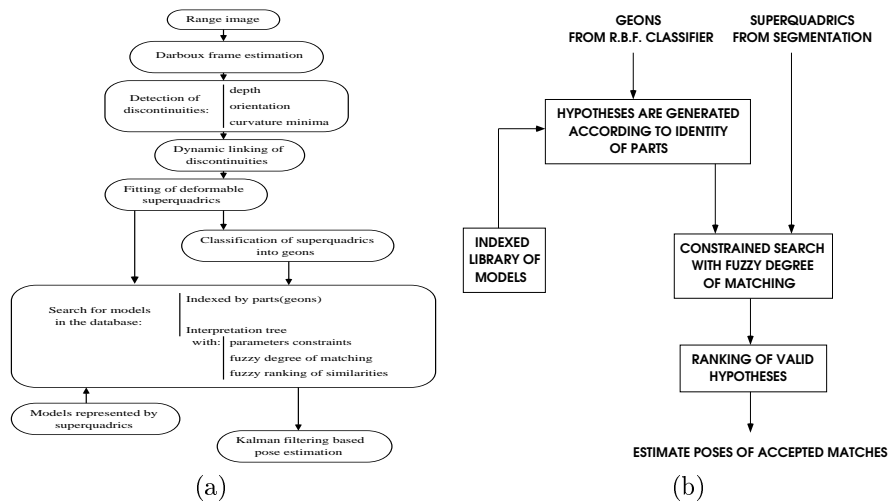 Range image
Darboux frame estimation
Detection of
discontinuities:
depth
orientation
curvature minima
Dynamic linking of
discontinuities
Fitting of deformable
superquadrics
Classification of superquadrics
into geons
Search for models
in the database:
Indexed by parts(geons)
Interpretation tree
with:
parameters constraints
fuzzy degree of matching
fuzzy ranking of similarities
Models represented by
superquadrics
Kalman filtering based
pose estimation
(a)
GEONS
FROM R.B.F. CLASSIFIER
SUPERQUADRICS
FROM SEGMENTATION
HYPOTHESES ARE GENERATED
ACCORDING TO IDENTITY
OF PARTS
INDEXED
LIBRARY OF
MODELS
CONSTRAINED SEARCH
WITH FUZZY DEGREE
OF MATCHING
RANKING OF VALID
HYPOTHESES
ESTIMATE POSES OF ACCEPTED MATCHES
(b)